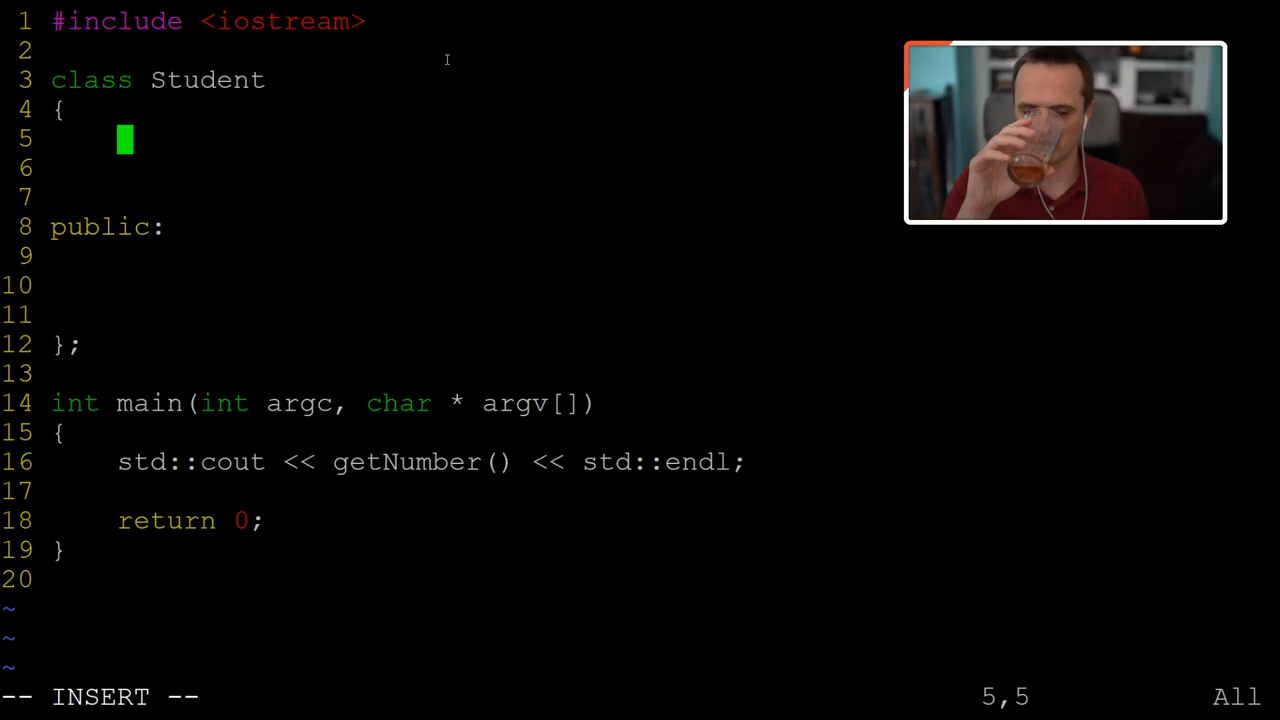 1 #include <iostream>
2
3 class Student
4 {
5
6
7
8 public:
9
10
11
12 };
13
14 int main(int argc, char * argv[])
15 {
16     std::cout << getNumber() << std::endl;
17
18     return 0;
19 }
20
~
~
~
-- INSERT -- 5,5 All